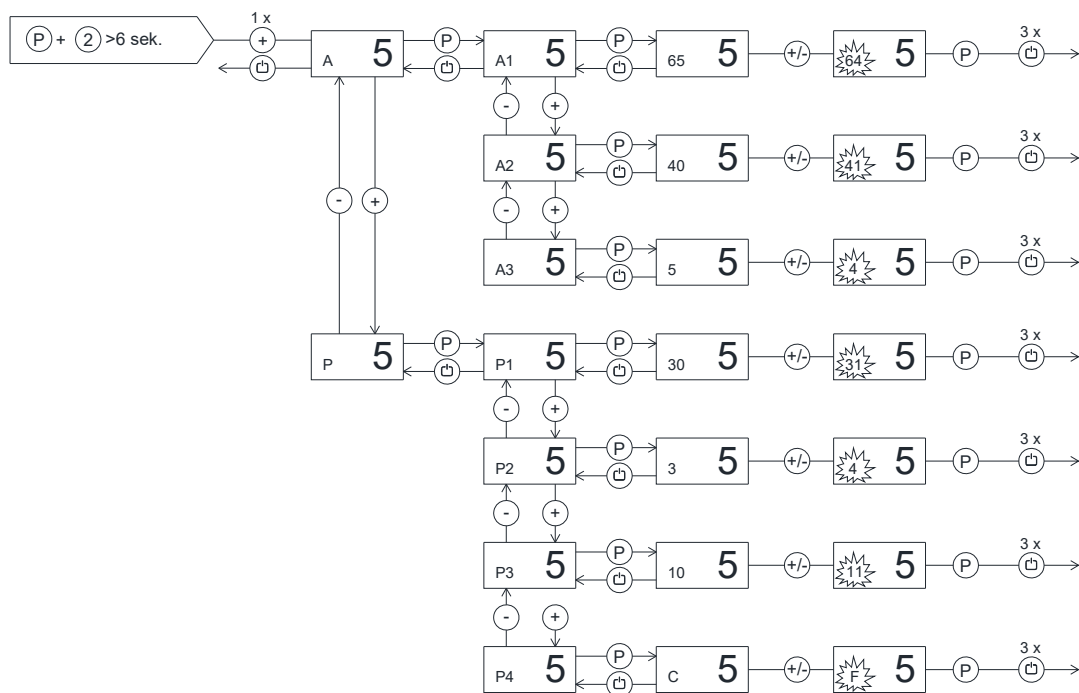 1 x 3 x
P + 2 >6 sek. + A 5 P A1 5 P 65 5 +/- 64 5 P
- +
3 x
A2 5 P 40 5 +/- 41 5 P
- + - +
3 x
A3 5 P 5 5 +/- 4 5 P
3 x
P 5 P P1 5 P 30 5 +/- 31 5 P
- +
3 x
P2 5 P 3 5 +/- 4 5 P
- +
3 x
P3 5 P 10 5 +/- 11 5 P
- +
3 x
P4 5 P C 5 +/- F 5 P